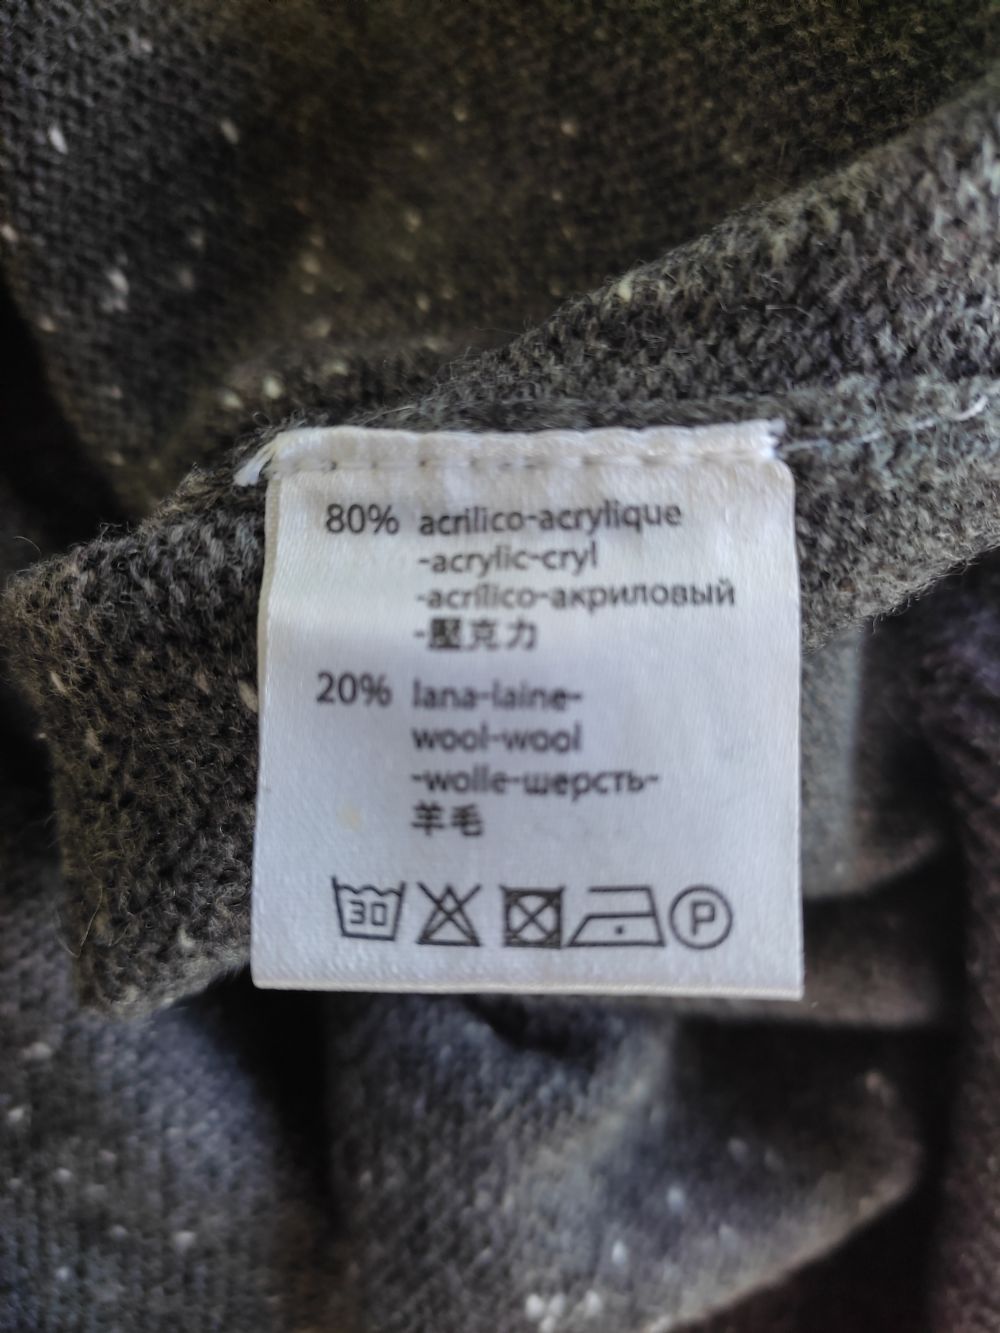 80% acrilico-acrylique
-acrylic-cryl
-acrilico-акриловый
-壓克力
20% lana-laine-
wool-wool
-wolle-шерсть-
羊毛
30 P